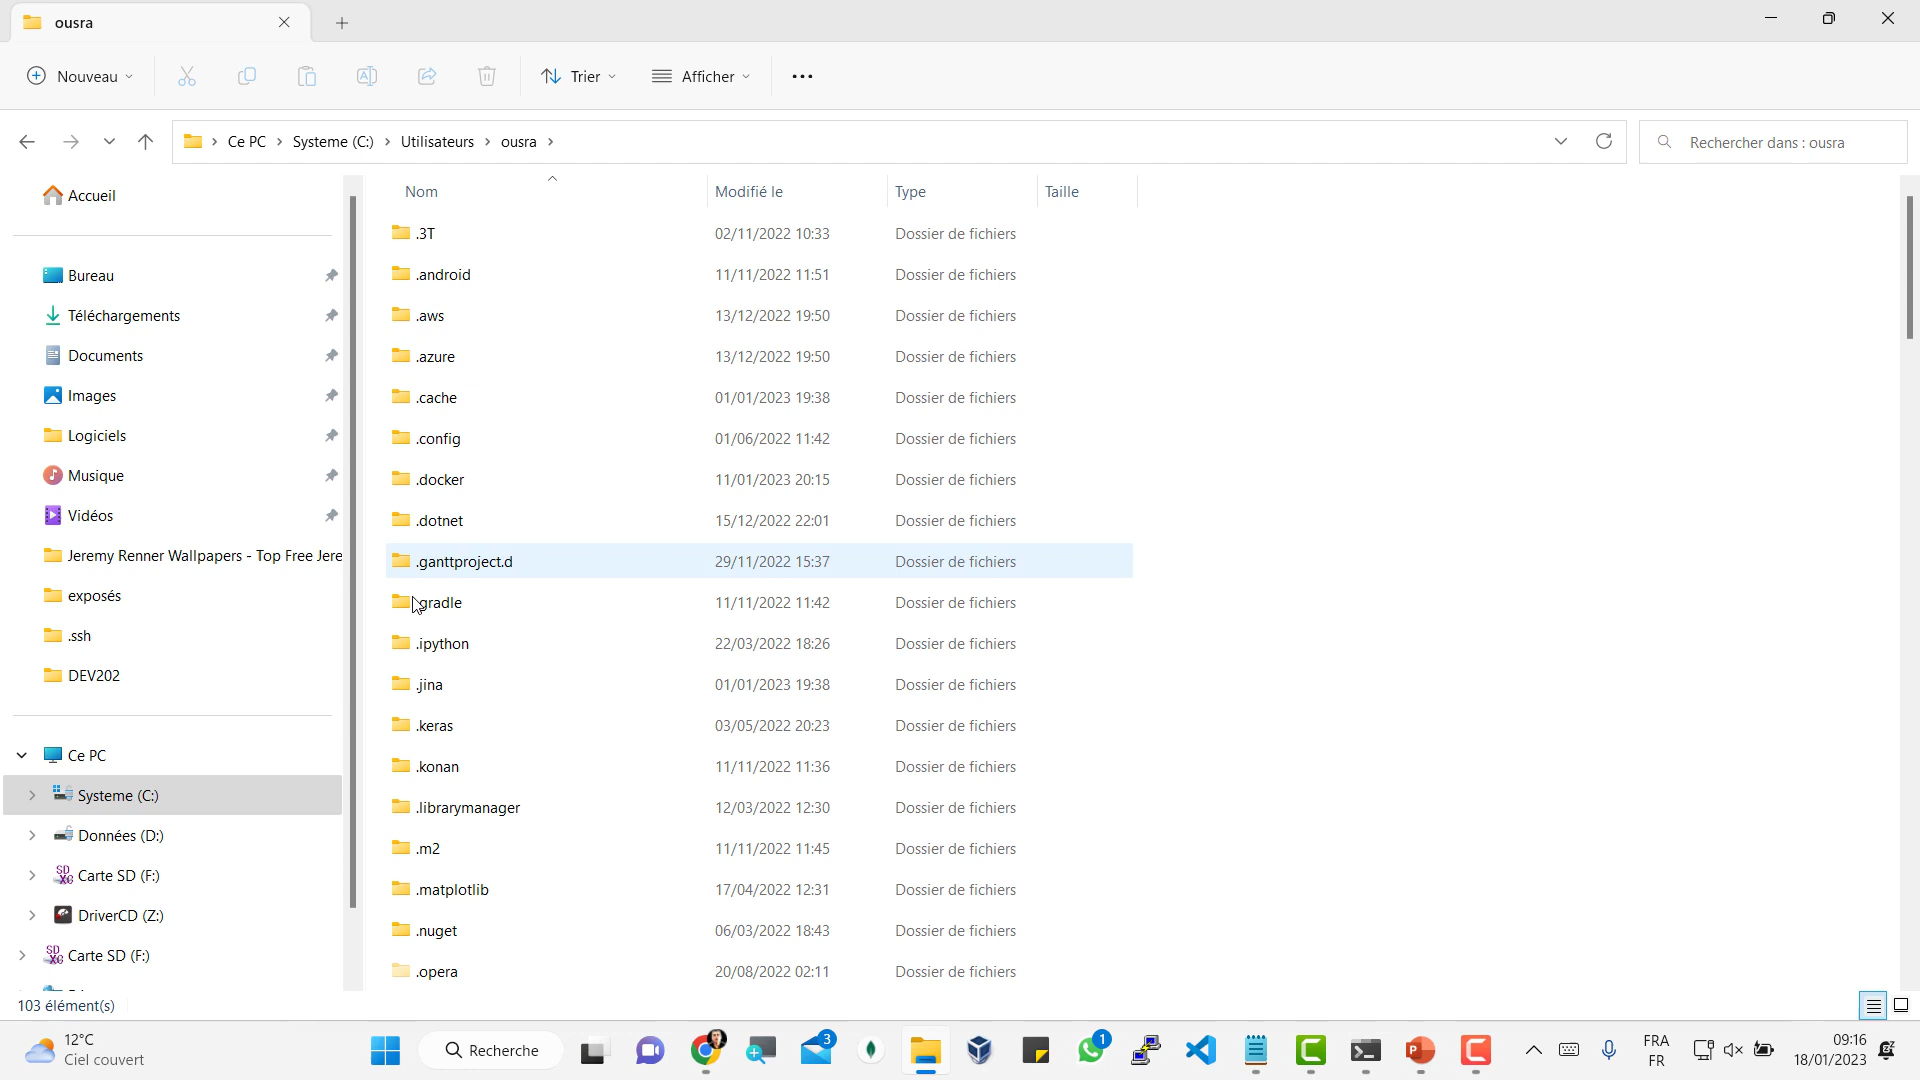 ousra
Nouveau
Trier
Afficher
Ce PC
Systeme (C:)
Utilisateurs
ousra
Rechercher dans : ousra
Accueil
Bureau
Téléchargements
Documents
Images
Logiciels
Musique
Vidéos
Jeremy Renner Wallpapers - Top Free Jere
exposés
.ssh
DEV202
Ce PC
Systeme (C:)
Données (D:)
Carte SD (F:)
DriverCD (Z:)
Carte SD (F:)
Nom Modifié le Type Taille
.3T 02/11/2022 10:33 Dossier de fichiers
.android 11/11/2022 11:51 Dossier de fichiers
.aws 13/12/2022 19:50 Dossier de fichiers
.azure 13/12/2022 19:50 Dossier de fichiers
.cache 01/01/2023 19:38 Dossier de fichiers
.config 01/06/2022 11:42 Dossier de fichiers
.docker 11/01/2023 20:15 Dossier de fichiers
.dotnet 15/12/2022 22:01 Dossier de fichiers
.ganttproject.d 29/11/2022 15:37 Dossier de fichiers
.gradle 11/11/2022 11:42 Dossier de fichiers
.ipython 22/03/2022 18:26 Dossier de fichiers
.jina 01/01/2023 19:38 Dossier de fichiers
.keras 03/05/2022 20:23 Dossier de fichiers
.konan 11/11/2022 11:36 Dossier de fichiers
.librarymanager 12/03/2022 12:30 Dossier de fichiers
.m2 11/11/2022 11:45 Dossier de fichiers
.matplotlib 17/04/2022 12:31 Dossier de fichiers
.nuget 06/03/2022 18:43 Dossier de fichiers
.opera 20/08/2022 02:11 Dossier de fichiers
103 élément(s)
12°C
Ciel couvert
Recherche
3
1
FRA
FR
09:16
18/01/2023